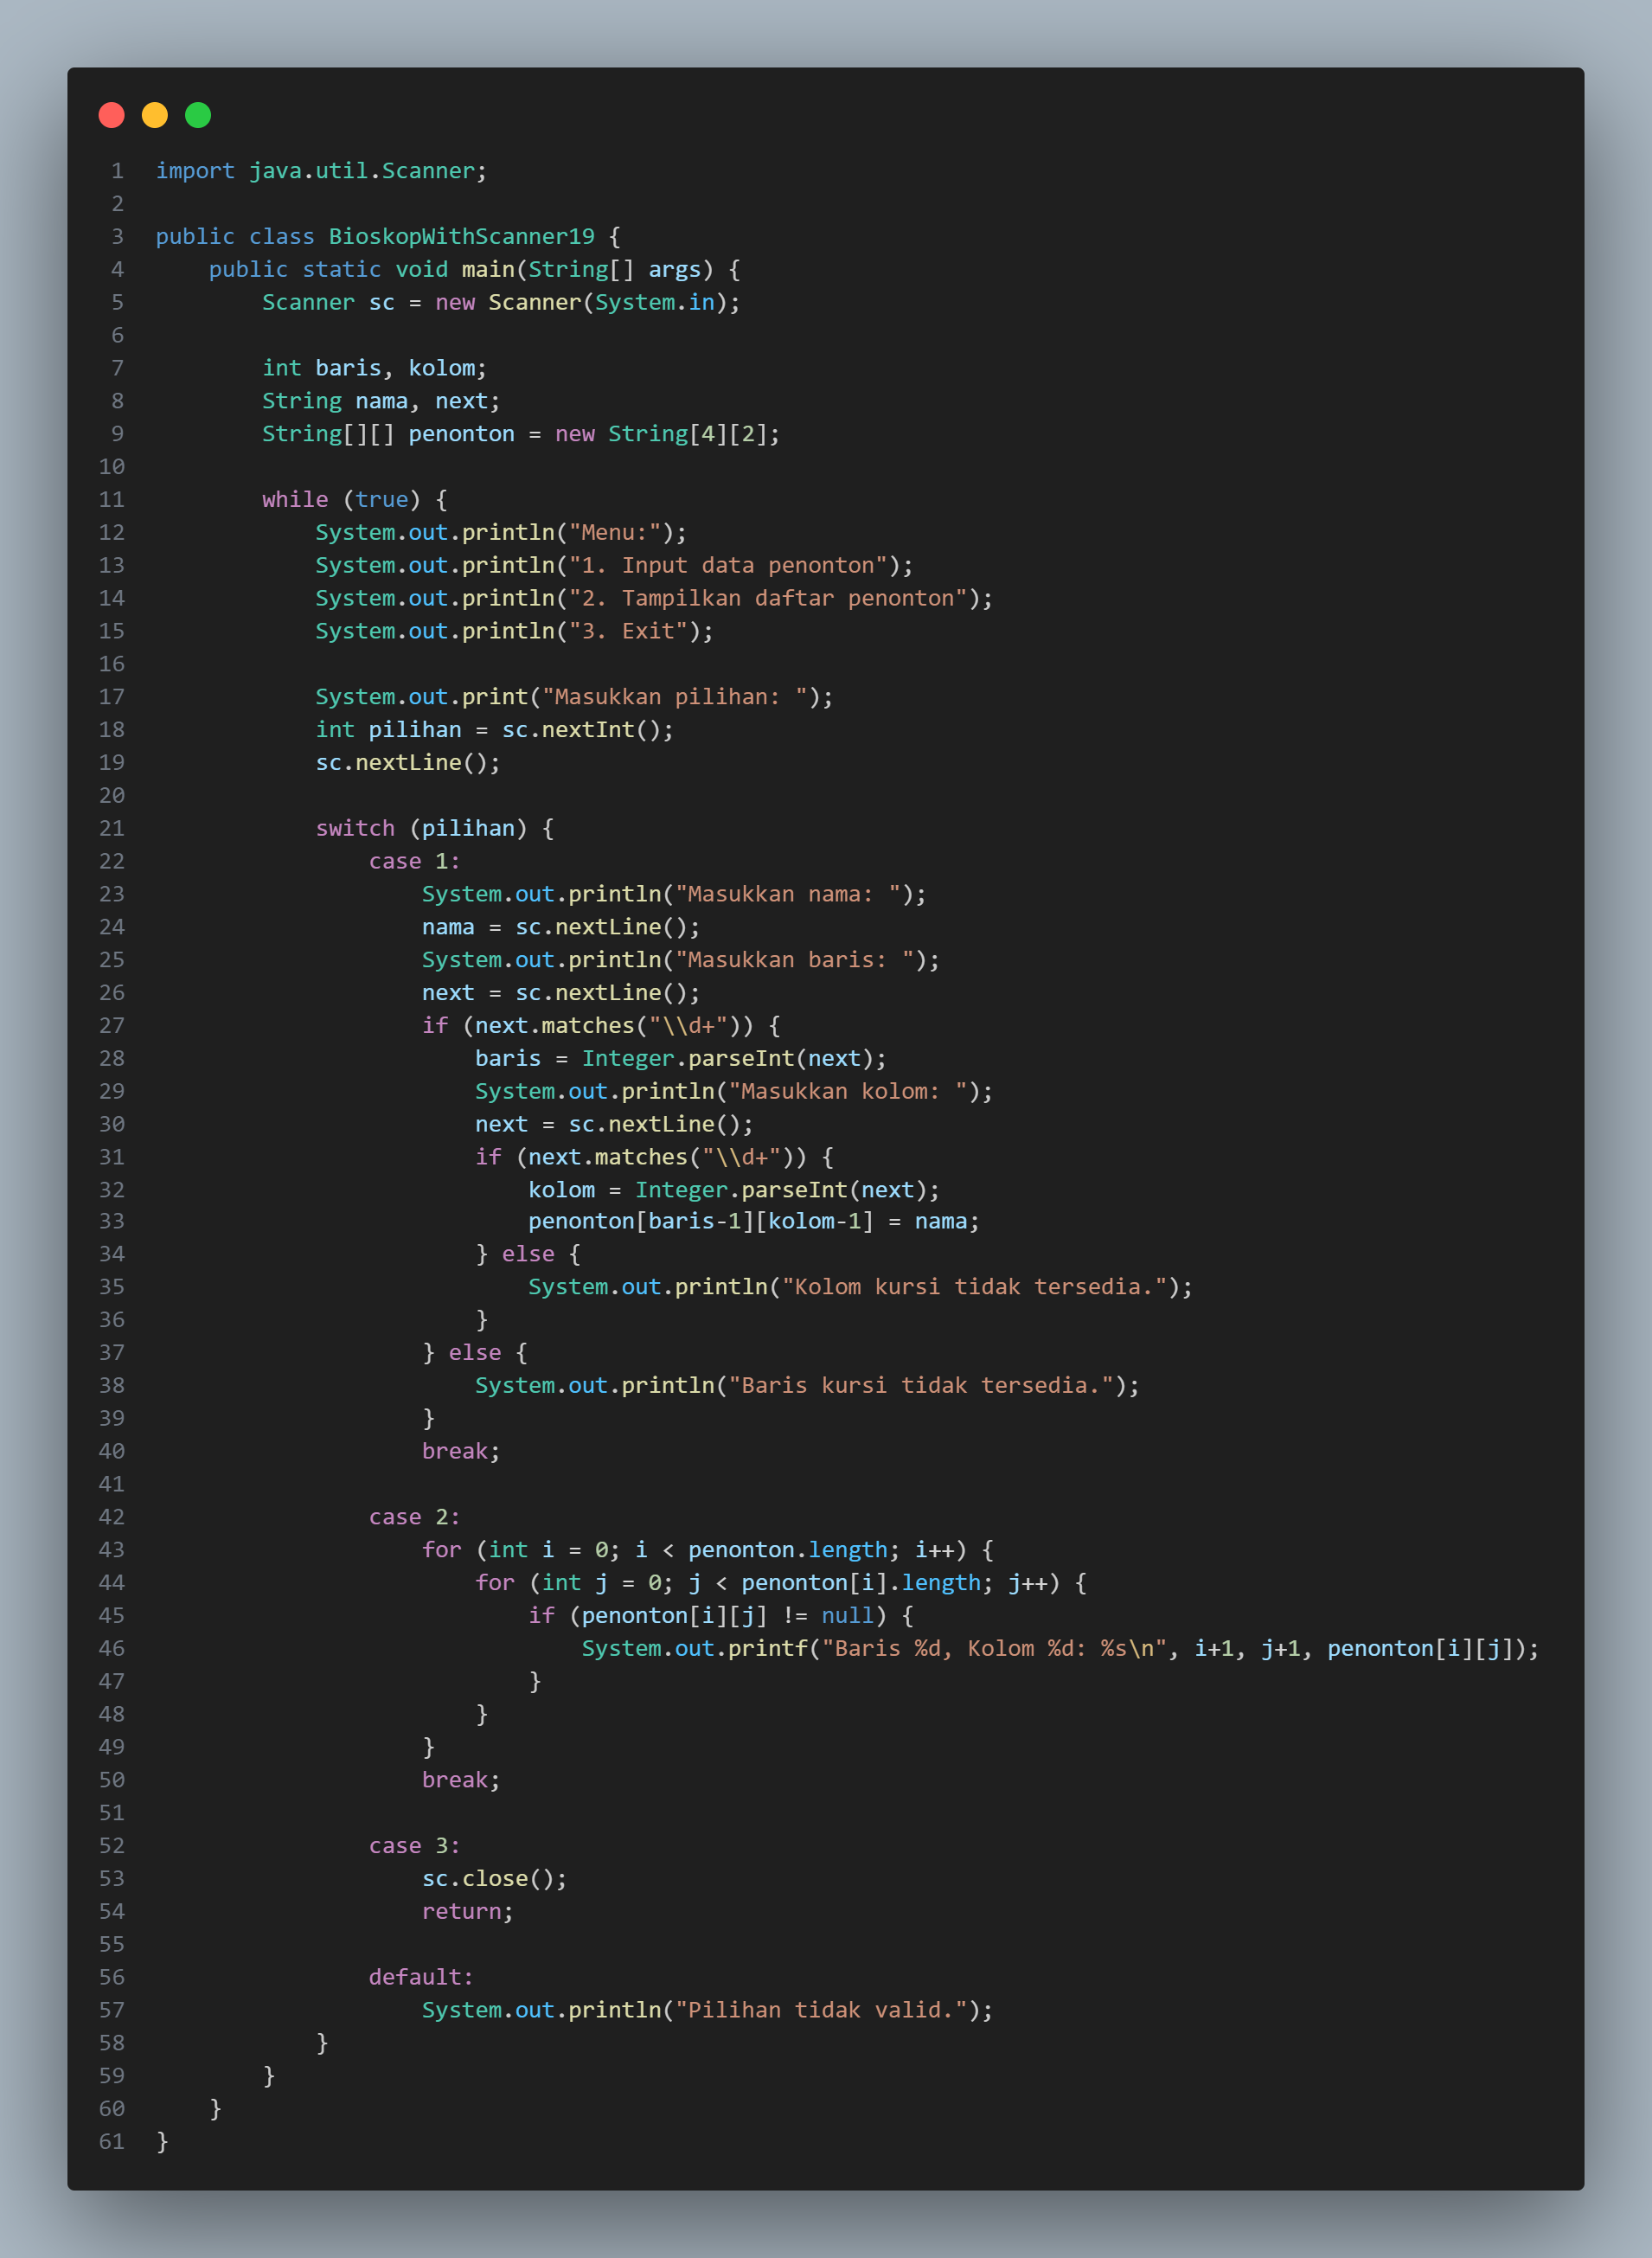 1 import java.util.Scanner;
2
3 public class BioskopWithScanner19 {
4     public static void main(String[] args) {
5         Scanner sc = new Scanner(System.in);
6
7         int baris, kolom;
8         String nama, next;
9         String[][] penonton = new String[4][2];
10
11         while (true) {
12             System.out.println("Menu:");
13             System.out.println("1. Input data penonton");
14             System.out.println("2. Tampilkan daftar penonton");
15             System.out.println("3. Exit");
16
17             System.out.print("Masukkan pilihan: ");
18             int pilihan = sc.nextInt();
19             sc.nextLine();
20
21             switch (pilihan) {
22                 case 1:
23                     System.out.println("Masukkan nama: ");
24                     nama = sc.nextLine();
25                     System.out.println("Masukkan baris: ");
26                     next = sc.nextLine();
27                     if (next.matches("\\d+")) {
28                         baris = Integer.parseInt(next);
29                         System.out.println("Masukkan kolom: ");
30                         next = sc.nextLine();
31                         if (next.matches("\\d+")) {
32                             kolom = Integer.parseInt(next);
33                             penonton[baris-1][kolom-1] = nama;
34                         } else {
35                             System.out.println("Kolom kursi tidak tersedia.");
36                         }
37                     } else {
38                         System.out.println("Baris kursi tidak tersedia.");
39                     }
40                     break;
41
42                 case 2:
43                     for (int i = 0; i < penonton.length; i++) {
44                         for (int j = 0; j < penonton[i].length; j++) {
45                             if (penonton[i][j] != null) {
46                                 System.out.printf("Baris %d, Kolom %d: %s\n", i+1, j+1, penonton[i][j]);
47                             }
48                         }
49                     }
50                     break;
51
52                 case 3:
53                     sc.close();
54                     return;
55
56                 default:
57                     System.out.println("Pilihan tidak valid.");
58             }
59         }
60     }
61 }